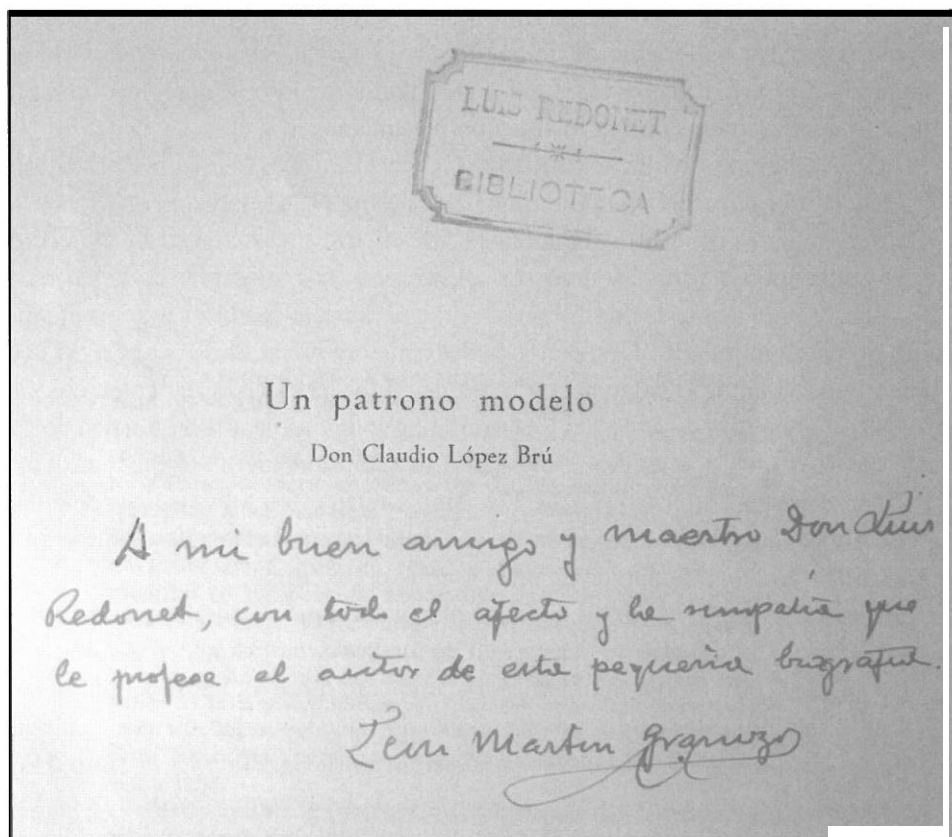 LUIS REDONET
BIBLIOTECA
Un patrono modelo
Don Claudio López Brú
A mi buen amigo y maestro Don Luis
Redonet, con todo el afecto y la simpatía que
le profesa el autor de esta pequeña biografía.
León Martín Granizo